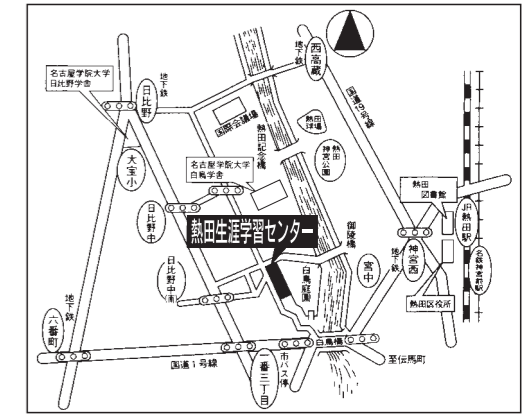 西高蔵
地下鉄
国道19号線
名古屋学院大学
日比野学舎
日比野
地下鉄
国際会議場
熱田記念橋
熱田
球場
熱田
神宮公園
大宝小
名古屋学院大学
白鳥学舎
熱田
図書館
JR熱田駅
名鉄神宮前駅
日比野中
熱田生涯学習センター
御陵橋
神宮西
地下鉄
宮中
日比野中(南)
白鳥庭園
熱田区役所
地下鉄
六番町
国道1号線
一番三丁目
市バス停
白鳥橋
至伝馬町